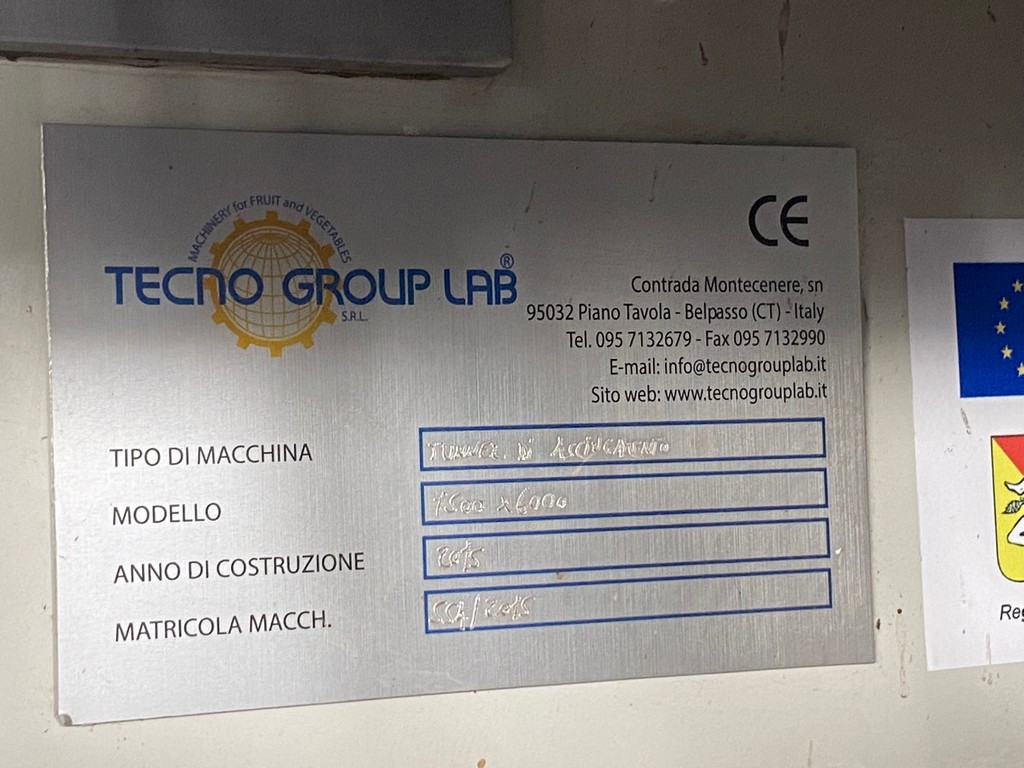 MACHINERY for FRUIT and VEGETABLES
TECNO GROUP LAB®
S.R.L.
CE
Contrada Montecenere, sn
95032 Piano Tavola - Belpasso (CT) - Italy
Tel. 095 7132679 - Fax 095 7132990
E-mail: info@tecnogrouplab.it
Sito web: www.tecnogrouplab.it
TIPO DI MACCHINA TUNNEL DI
MODELLO 1500 x 6000
ANNO DI COSTRUZIONE 2015
MATRICOLA MACCH.
Reg